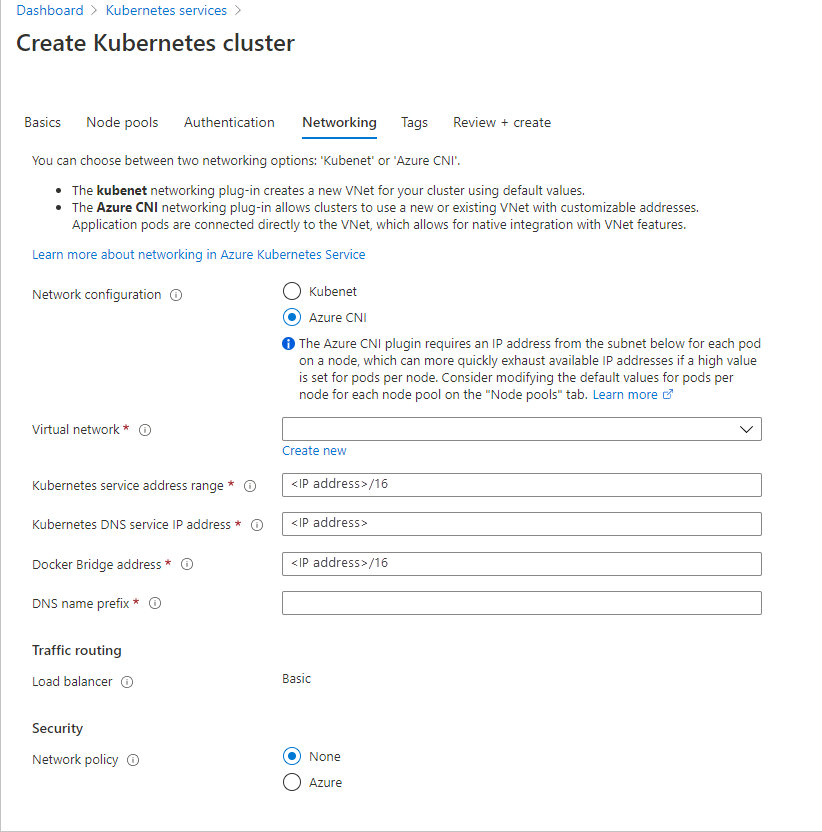 Dashboard > Kubernetes services >
Create Kubernetes cluster
Basics Node pools Authentication Networking Tags Review + create
You can choose between two networking options: 'Kubenet' or 'Azure CNI'.
• The kubenet networking plug-in creates a new VNet for your cluster using default values.
• The Azure CNI networking plug-in allows clusters to use a new or existing VNet with customizable addresses.
Application pods are connected directly to the VNet, which allows for native integration with VNet features.
Learn more about networking in Azure Kubernetes Service
Network configuration
Kubenet
Azure CNI
The Azure CNI plugin requires an IP address from the subnet below for each pod
on a node, which can more quickly exhaust available IP addresses if a high value
is set for pods per node. Consider modifying the default values for pods per
node for each node pool on the "Node pools" tab. Learn more
Virtual network *
Create new
Kubernetes service address range * <IP address>/16
Kubernetes DNS service IP address * <IP address>
Docker Bridge address * <IP address>/16
DNS name prefix *
Traffic routing
Load balancer Basic
Security
Network policy
None
Azure